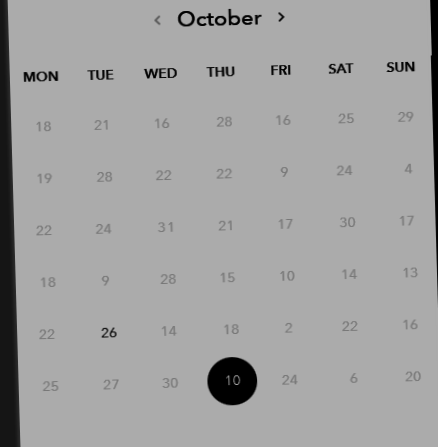 ‹ October ›
MON TUE WED THU FRI SAT SUN
18 21 16 28 16 25 29
19 28 22 22 9 24 4
22 24 31 21 17 30 17
18 9 28 15 10 14 13
22 26 14 18 2 22 16
25 27 30 10 24 6 20